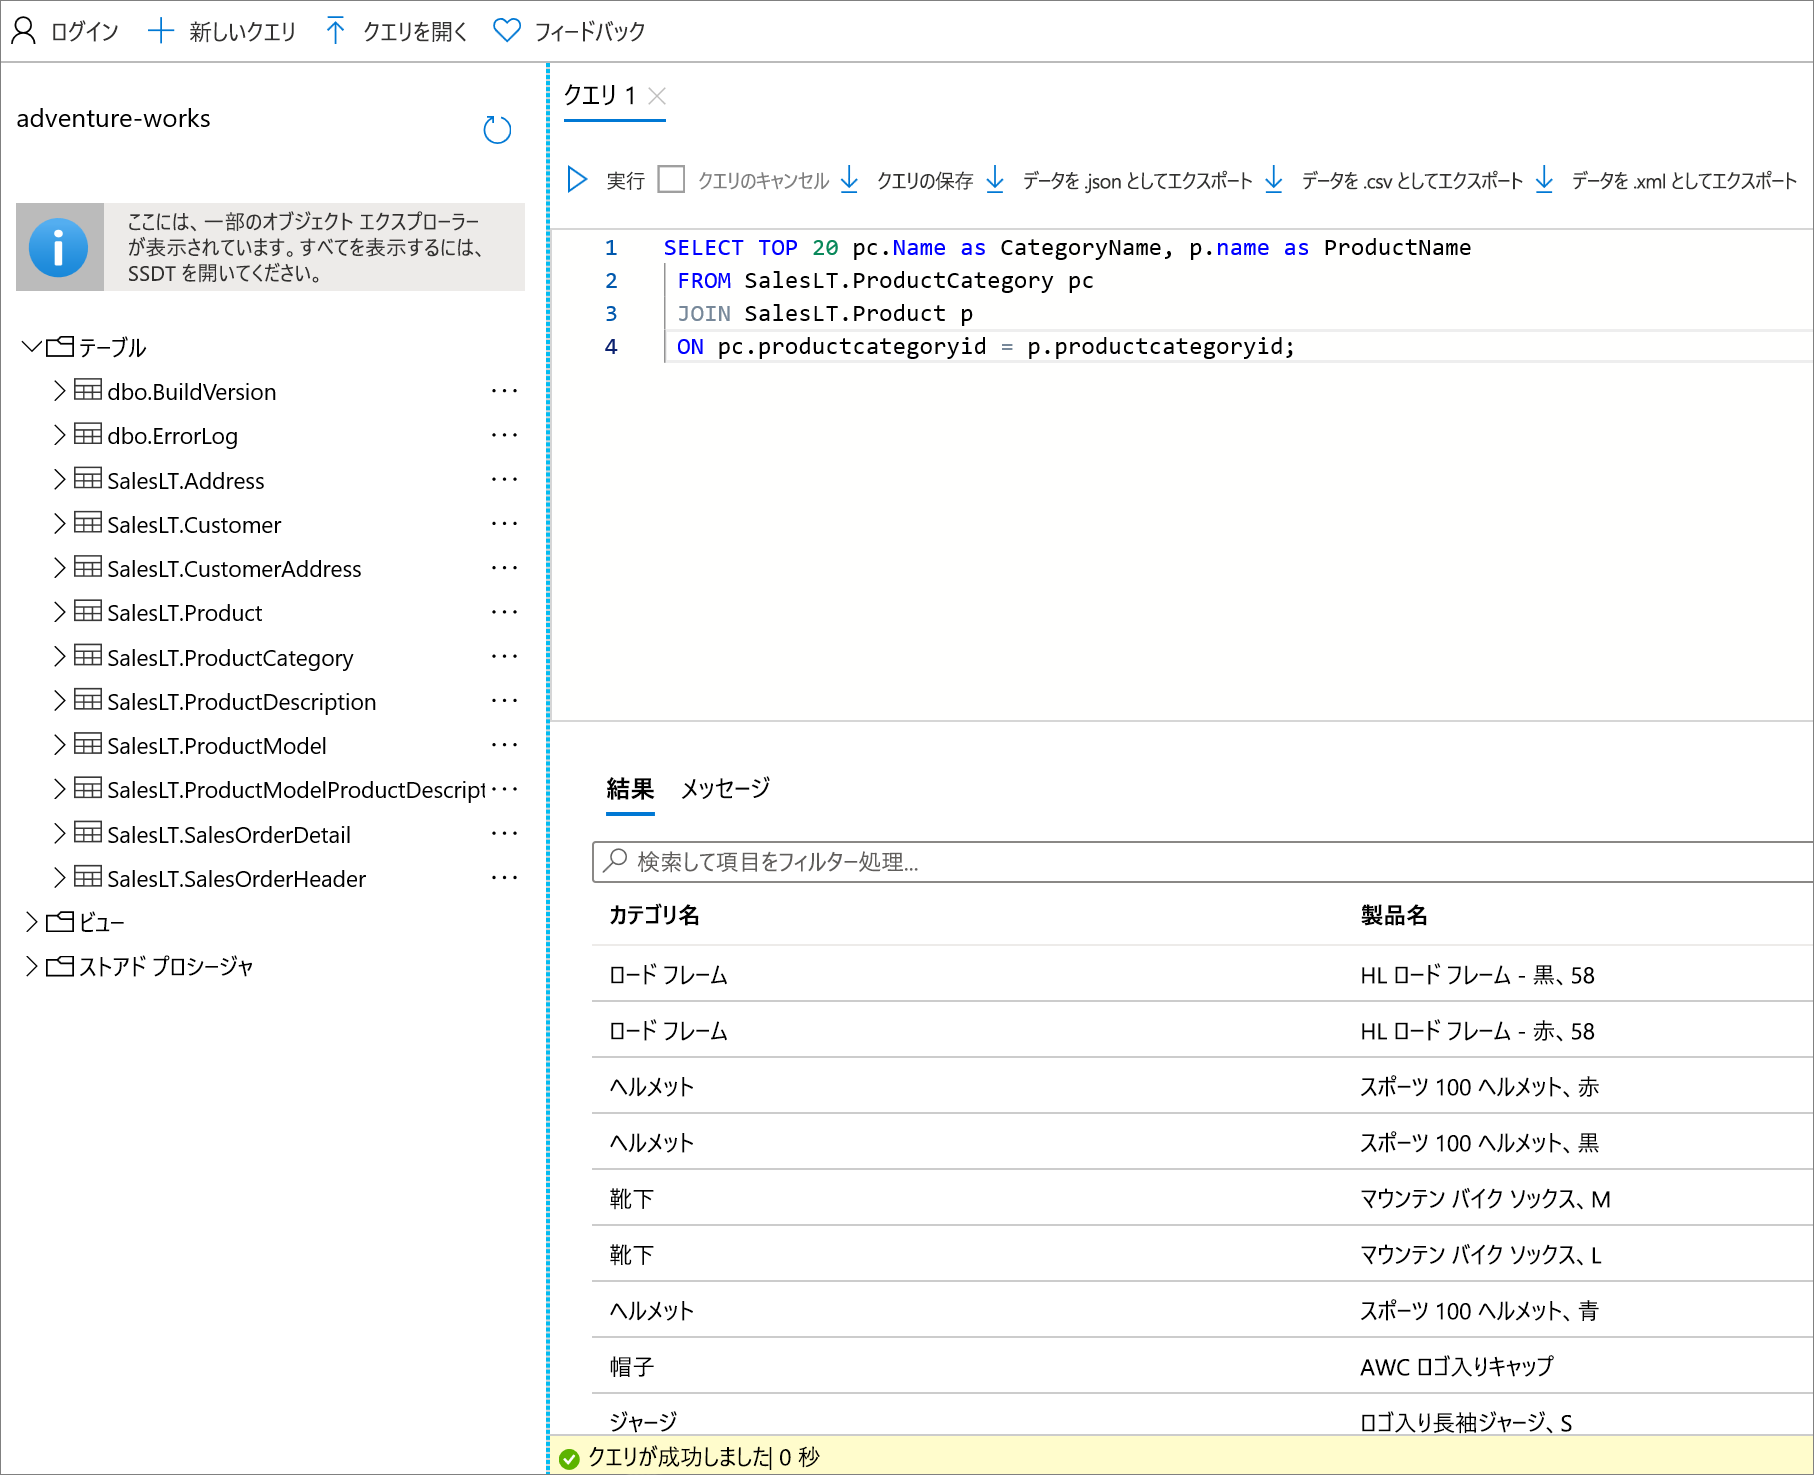 ログイン 新しいクエリ クエリを開く フィードバック
adventure-works
ここには、一部のオブジェクト エクスプローラー
が表示されています。すべてを表示するには、
SSDT を開いてください。
テーブル
dbo.BuildVersion ...
dbo.ErrorLog ...
SalesLT.Address ...
SalesLT.Customer ...
SalesLT.CustomerAddress ...
SalesLT.Product ...
SalesLT.ProductCategory ...
SalesLT.ProductDescription ...
SalesLT.ProductModel ...
SalesLT.ProductModelProductDescript ...
SalesLT.SalesOrderDetail ...
SalesLT.SalesOrderHeader ...
ビュー
ストアド プロシージャ
クエリ 1
実行 クエリのキャンセル クエリの保存 データを .json としてエクスポート データを .csv としてエクスポート データを .xml としてエクスポート
1 SELECT TOP 20 pc.Name as CategoryName, p.name as ProductName
2 FROM SalesLT.ProductCategory pc
3 JOIN SalesLT.Product p
4 ON pc.productcategoryid = p.productcategoryid;
結果 メッセージ
検索して項目をフィルター処理...
カテゴリ名 製品名
ロード フレーム HL ロード フレーム - 黒、58
ロード フレーム HL ロード フレーム - 赤、58
ヘルメット スポーツ 100 ヘルメット、赤
ヘルメット スポーツ 100 ヘルメット、黒
靴下 マウンテン バイク ソックス、M
靴下 マウンテン バイク ソックス、L
ヘルメット スポーツ 100 ヘルメット、青
帽子 AWC ロゴ入りキャップ
ジャージ ロゴ入り長袖ジャージ、S
クエリが成功しました| 0 秒